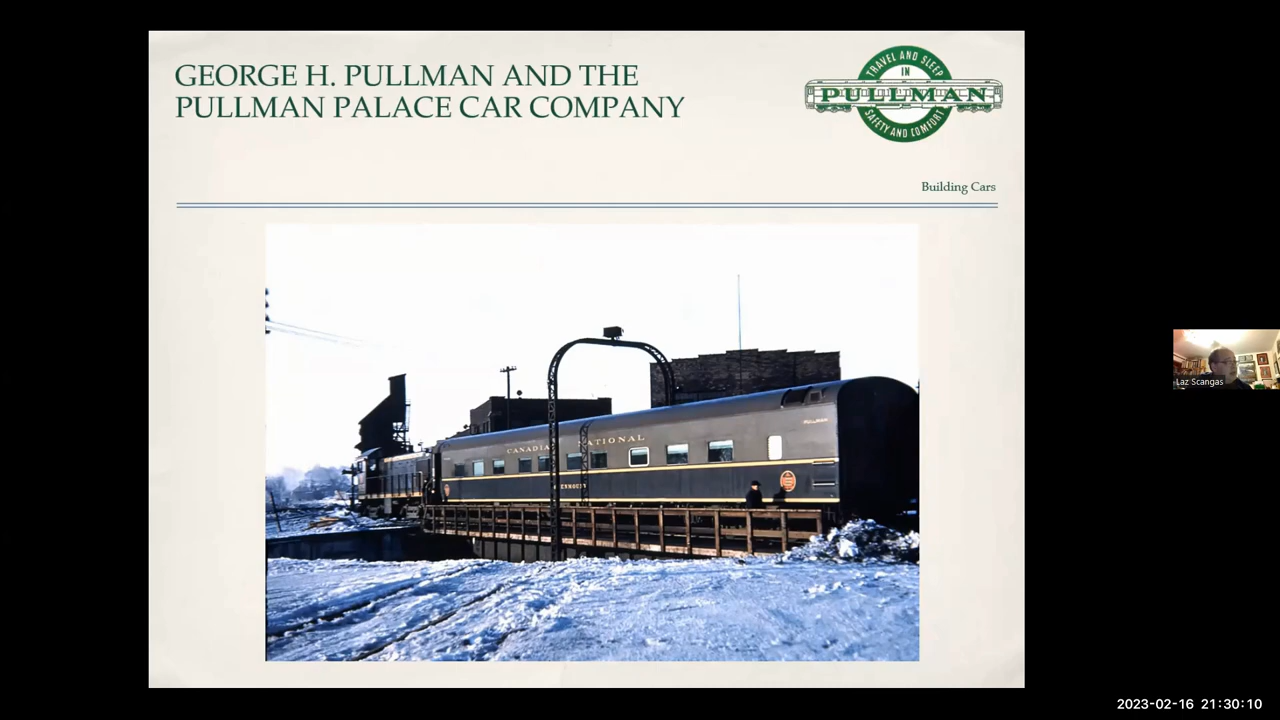 GEORGE H. PULLMAN AND THE
PULLMAN PALACE CAR COMPANY
TRAVEL AND SLEEP
IN
PULLMAN
SAFETY AND COMFORT
Building Cars
CANADIAN NATIONAL
PULLMAN
Laz Scangas
2023-02-16 21:30:10